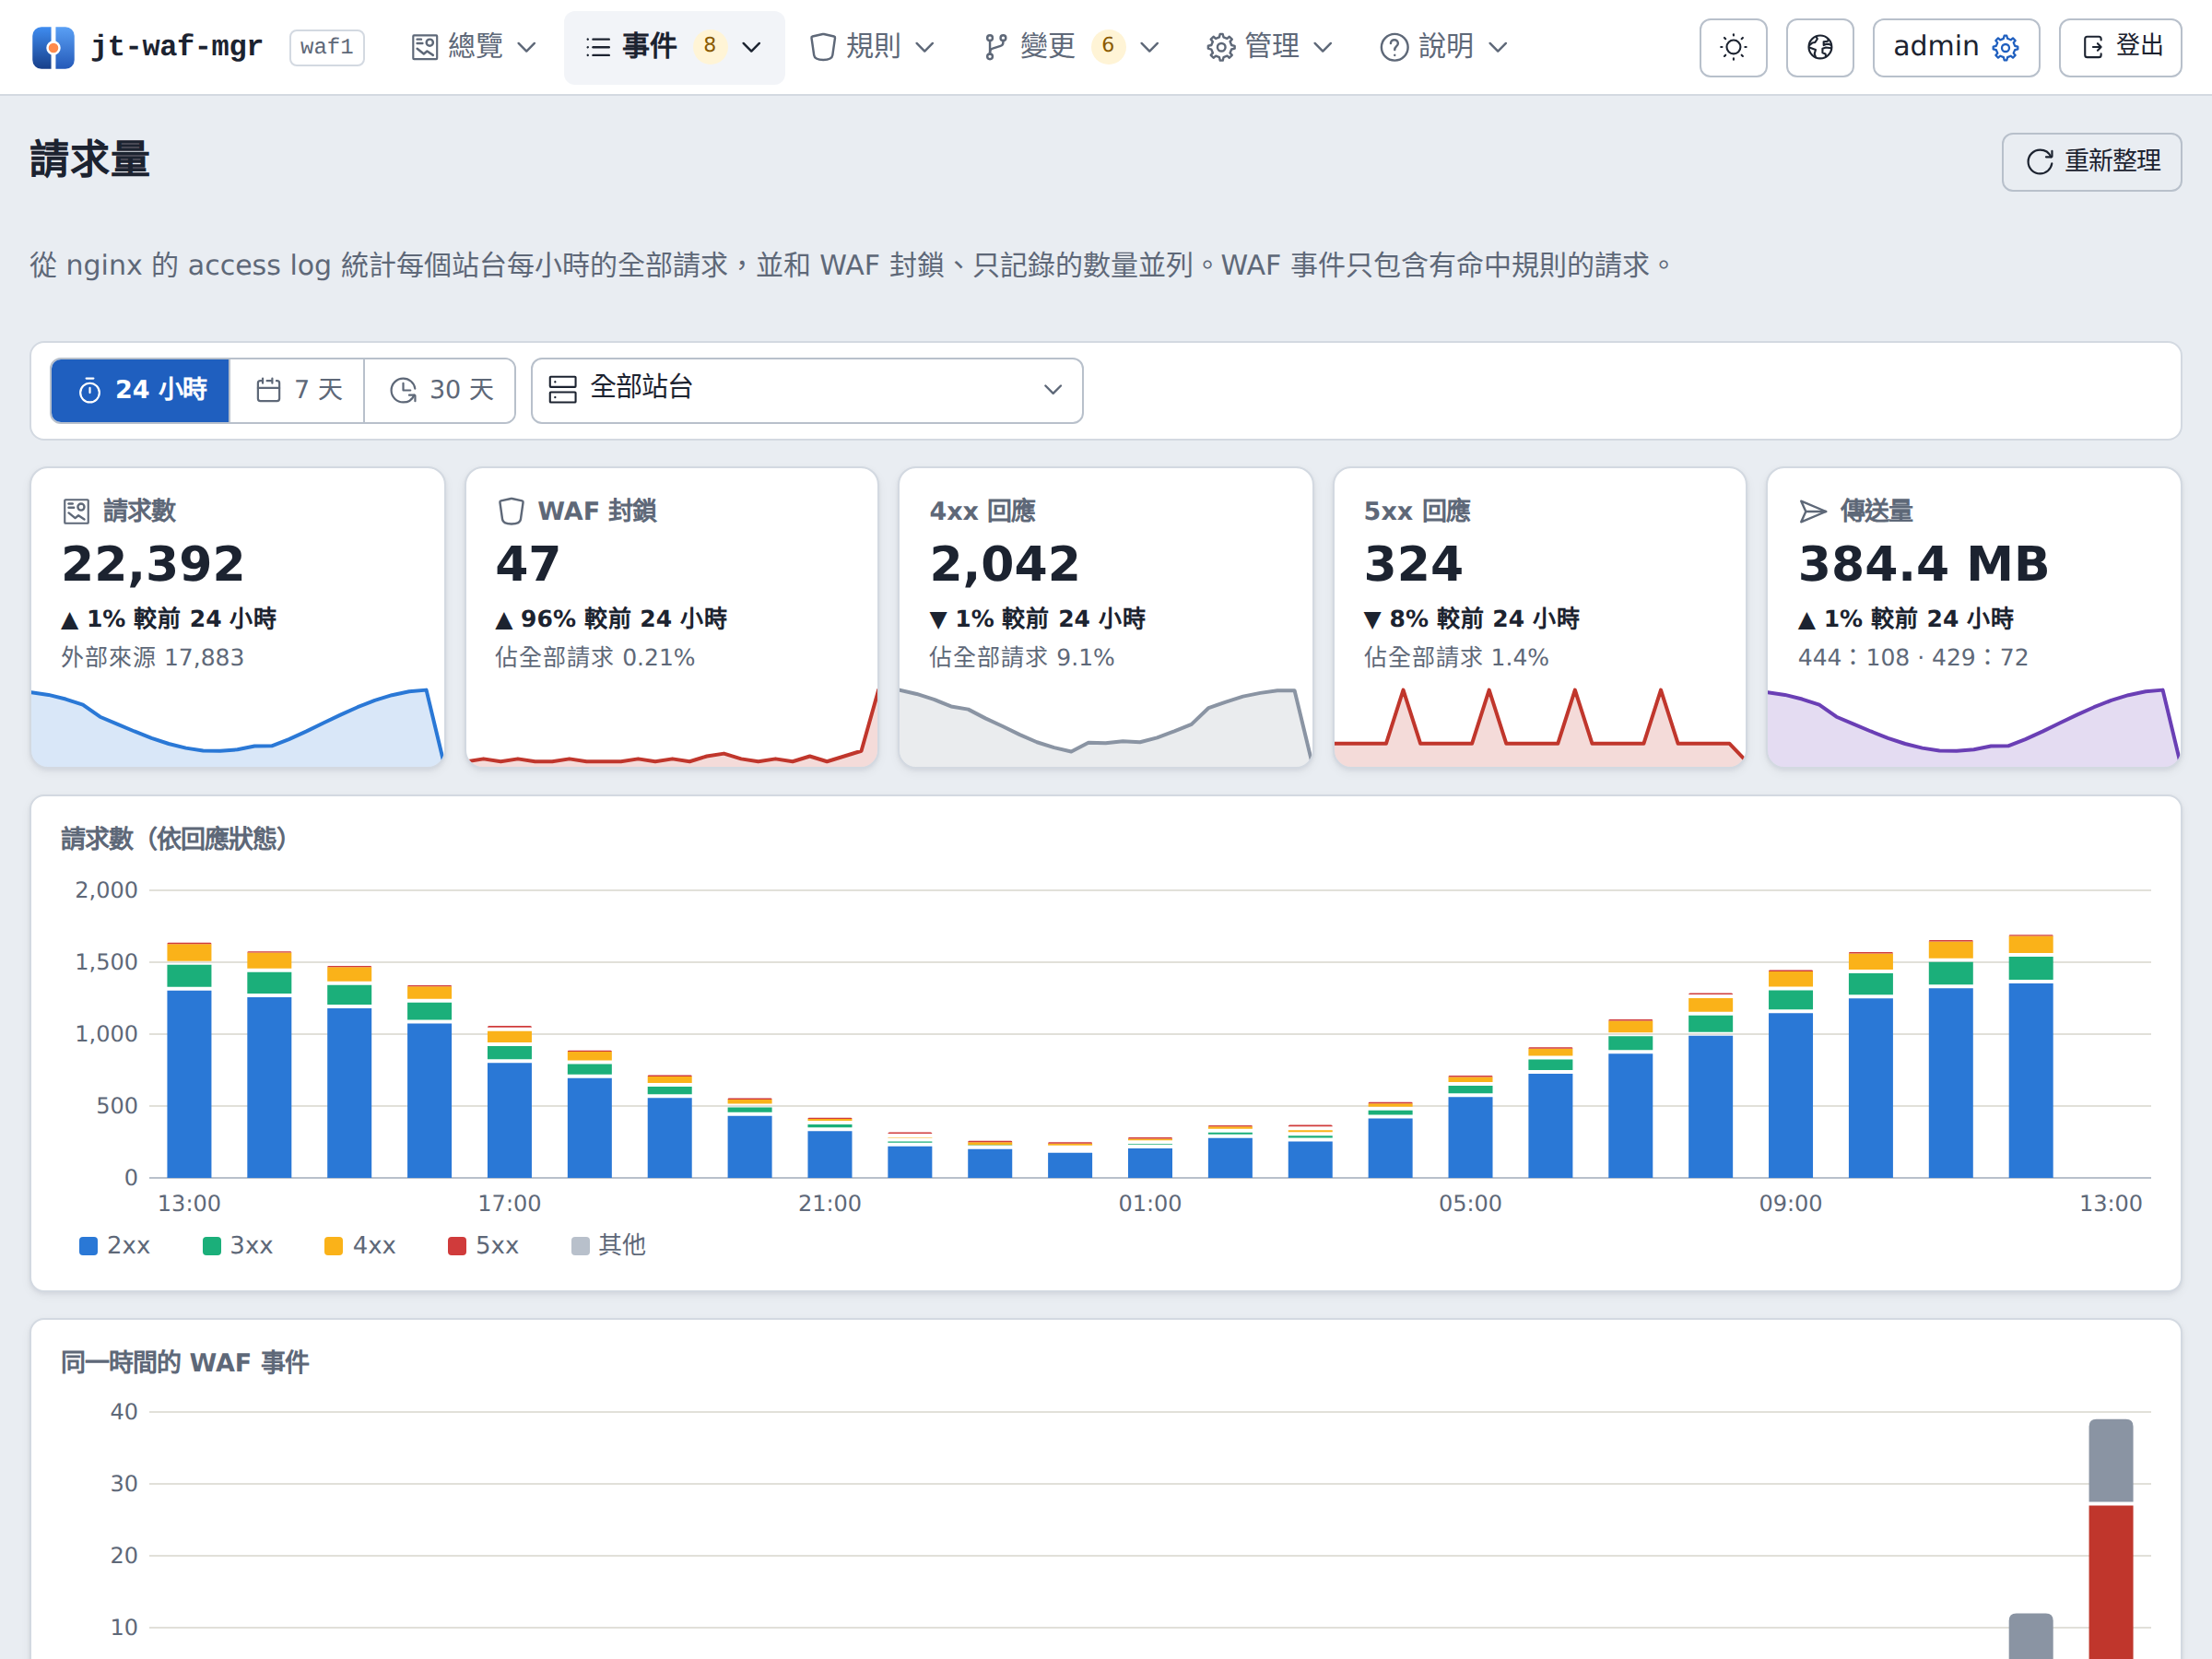 jt-waf-mgr waf1 總覽 事件 8 規則 變更 6 管理 說明 admin 登出
請求量 重新整理
從 nginx 的 access log 統計每個站台每小時的全部請求，並和 WAF 封鎖、只記錄的數量並列。WAF 事件只包含有命中規則的請求。
24 小時 7 天 30 天 全部站台
請求數
22,392
▲ 1% 較前 24 小時
外部來源 17,883
WAF 封鎖
47
▲ 96% 較前 24 小時
佔全部請求 0.21%
4xx 回應
2,042
▼ 1% 較前 24 小時
佔全部請求 9.1%
5xx 回應
324
▼ 8% 較前 24 小時
佔全部請求 1.4%
傳送量
384.4 MB
▲ 1% 較前 24 小時
444：108 · 429：72
請求數（依回應狀態）
2,000
1,500
1,000
500
0
13:00 17:00 21:00 01:00 05:00 09:00 13:00
2xx 3xx 4xx 5xx 其他
同一時間的 WAF 事件
40
30
20
10